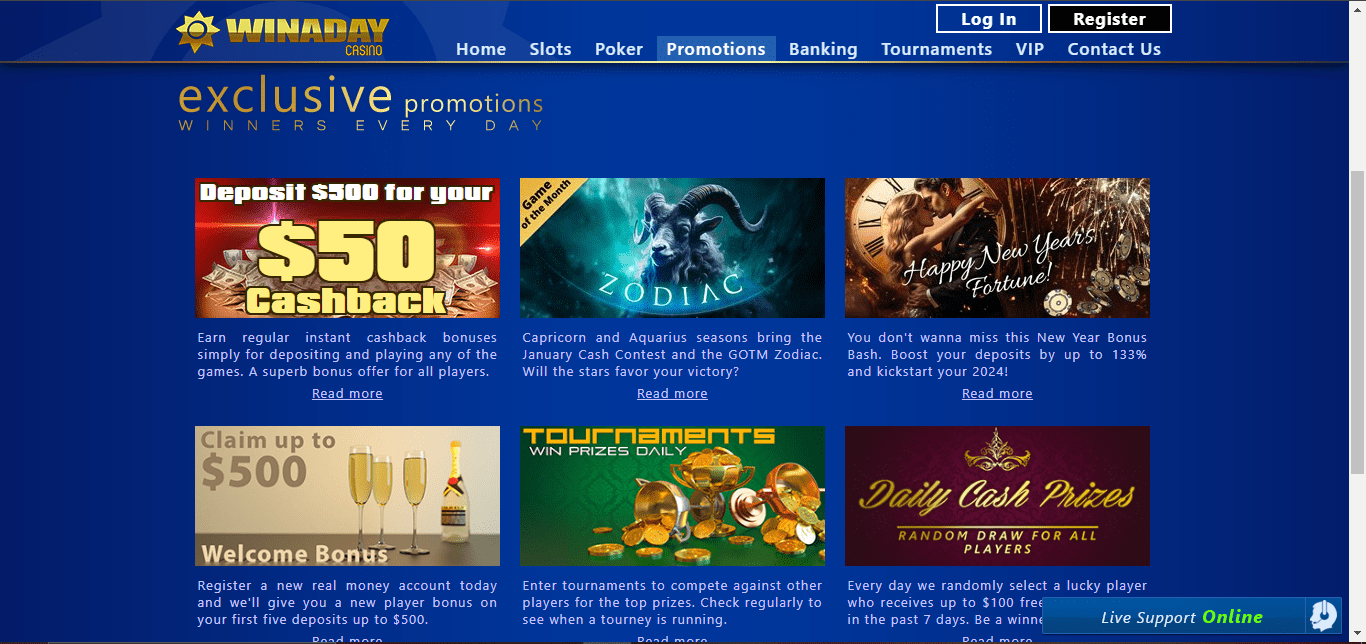 WINADAY
CASINO
Log In
Register
Home
Slots
Poker
Promotions
Banking
Tournaments
VIP
Contact Us
exclusive promotions
WINNERS EVERY DAY
Deposit $500 for your
$50
Cashback
Game
of the Month
ZODIAC
Happy New Year's
Fortune!
Earn regular instant cashback bonuses
simply for depositing and playing any of the
games. A superb bonus offer for all players.
Read more
Capricorn and Aquarius seasons bring the
January Cash Contest and the GOTM Zodiac.
Will the stars favor your victory?
Read more
You don't wanna miss this New Year Bonus
Bash. Boost your deposits by up to 133%
and kickstart your 2024!
Read more
Claim up to
$500
Welcome Bonus
TOURNAMENTS
WIN PRIZES DAILY
Daily Cash Prizes
RANDOM DRAW FOR ALL
PLAYERS
Register a new real money account today
and we'll give you a new player bonus on
your first five deposits up to $500.
Read more
Enter tournaments to compete against other
players for the top prizes. Check regularly to
see when a tourney is running.
Read more
Every day we randomly select a lucky player
who receives up to $100 free
in the past 7 days. Be a winne
Read more
Live Support Online